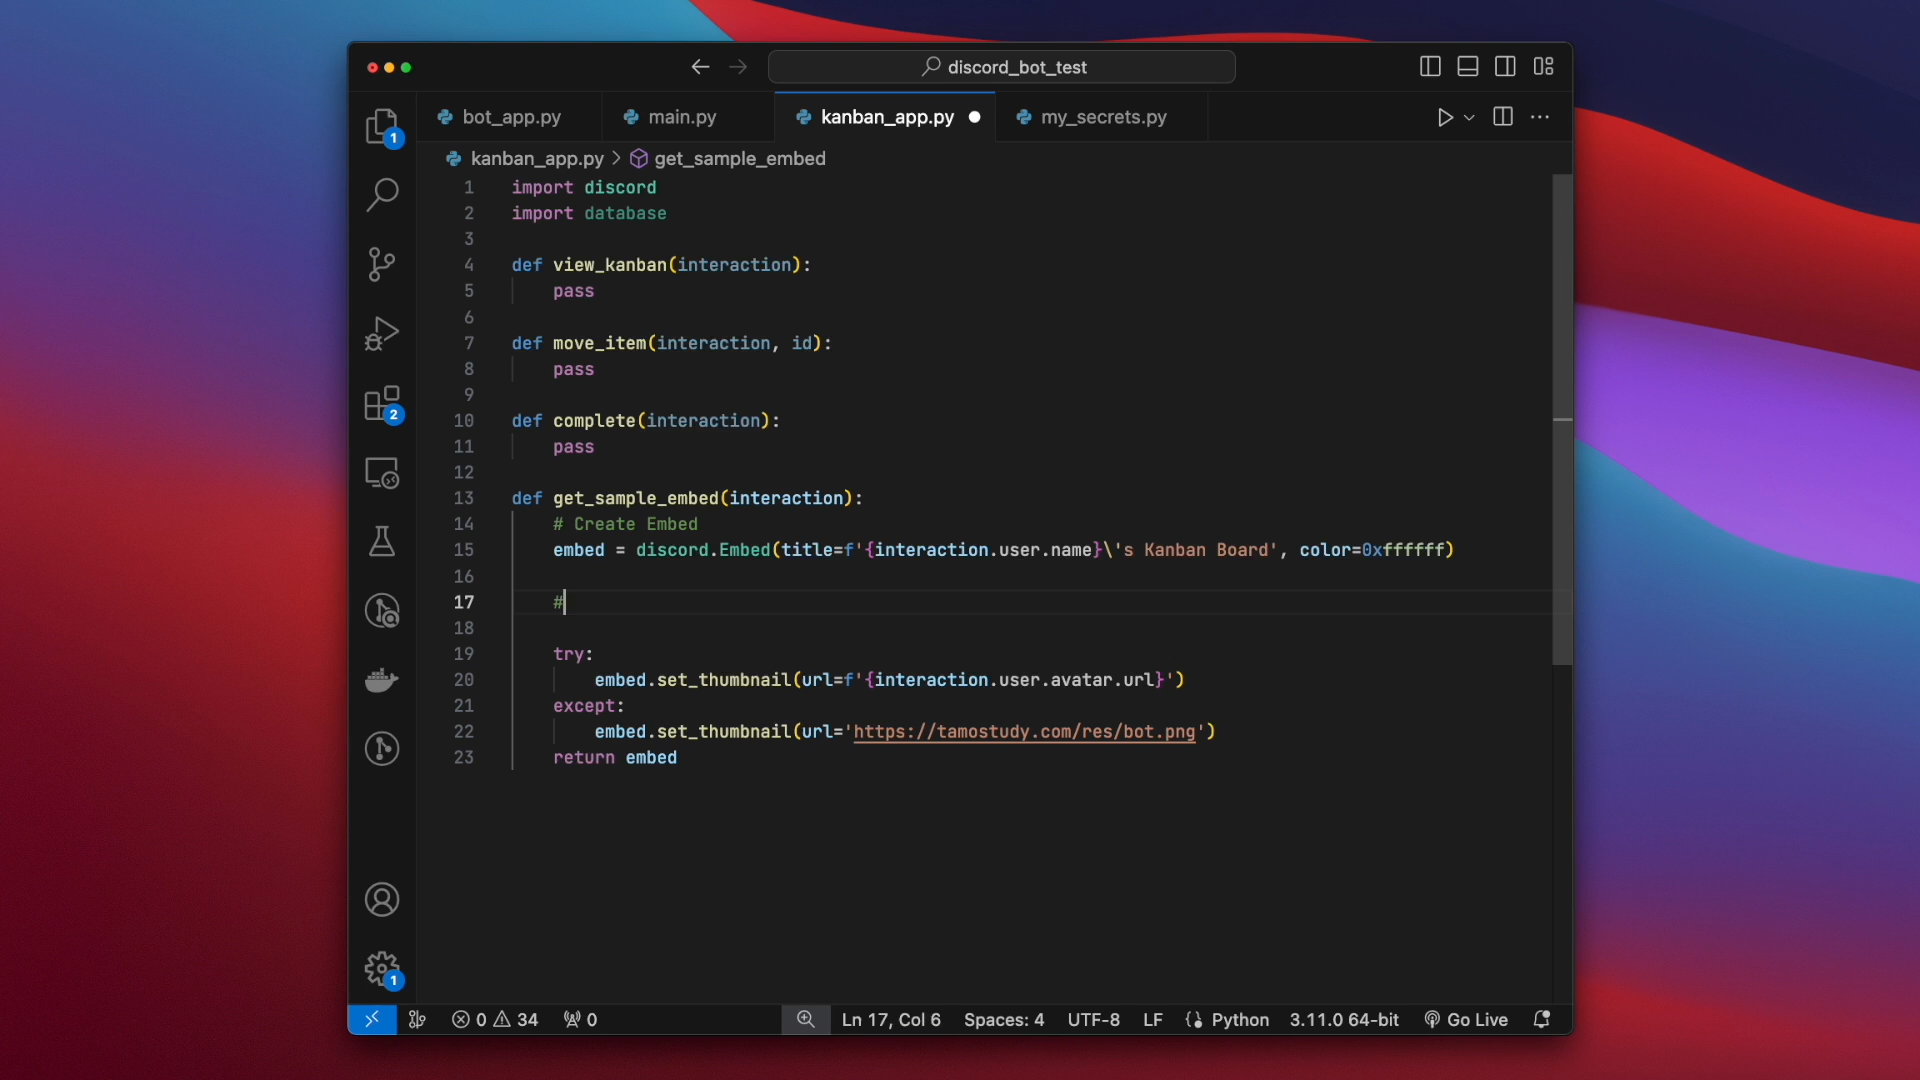 discord_bot_test
bot_app.py
main.py
kanban_app.py
my_secrets.py
kanban_app.py > get_sample_embed
1 import discord
2 import database
3
4 def view_kanban(interaction):
5 pass
6
7 def move_item(interaction, id):
8 pass
9
10 def complete(interaction):
11 pass
12
13 def get_sample_embed(interaction):
14 # Create Embed
15 embed = discord.Embed(title=f'{interaction.user.name}\'s Kanban Board', color=0xffffff)
16
17 #
18
19 try:
20 embed.set_thumbnail(url=f'{interaction.user.avatar.url}')
21 except:
22 embed.set_thumbnail(url='https://tamostudy.com/res/bot.png')
23 return embed
1
2
1
0 34 0 Ln 17, Col 6 Spaces: 4 UTF-8 LF Python 3.11.0 64-bit Go Live